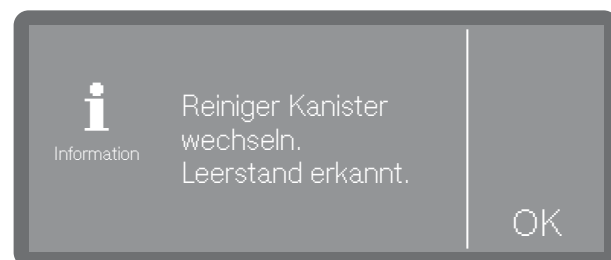 Information
Reiniger Kanister
wechseln.
Leerstand erkannt.
OK